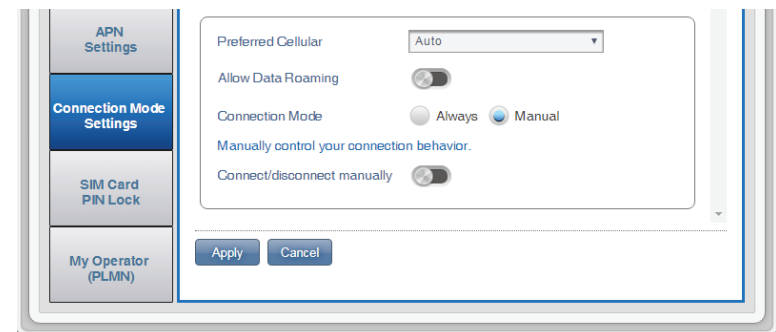 APN
Settings
Connection Mode
Settings
SIM Card
PIN Lock
My Operator
(PLMN)
Preferred Cellular
Auto
Allow Data Roaming
Connection Mode
Always
Manual
Manually control your connection behavior.
Connect/disconnect manually
Apply
Cancel